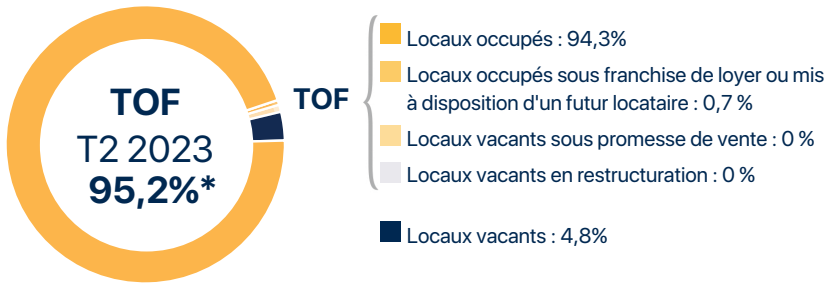 TOF
T2 2023
95,2%*
TOF
Locaux occupés : 94,3%
Locaux occupés sous franchise de loyer ou mis
à disposition d'un futur locataire : 0,7 %
Locaux vacants sous promesse de vente : 0 %
Locaux vacants en restructuration : 0 %
Locaux vacants : 4,8%